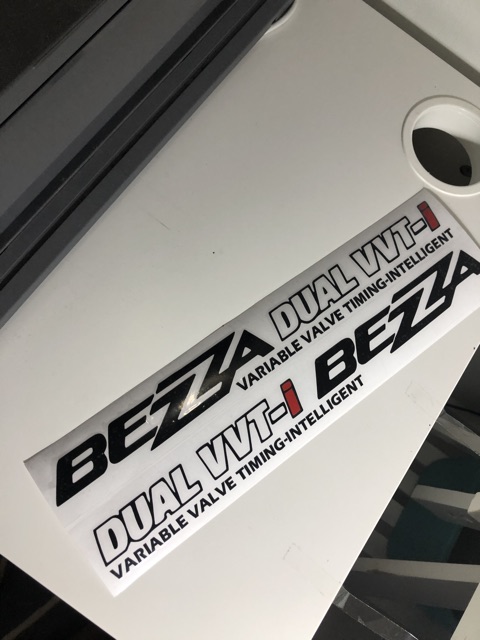 BEZZA DUAL VVT-i
VARIABLE VALVE TIMING-INTELLIGENT
DUAL VVT-i BEZZA
VARIABLE VALVE TIMING-INTELLIGENT